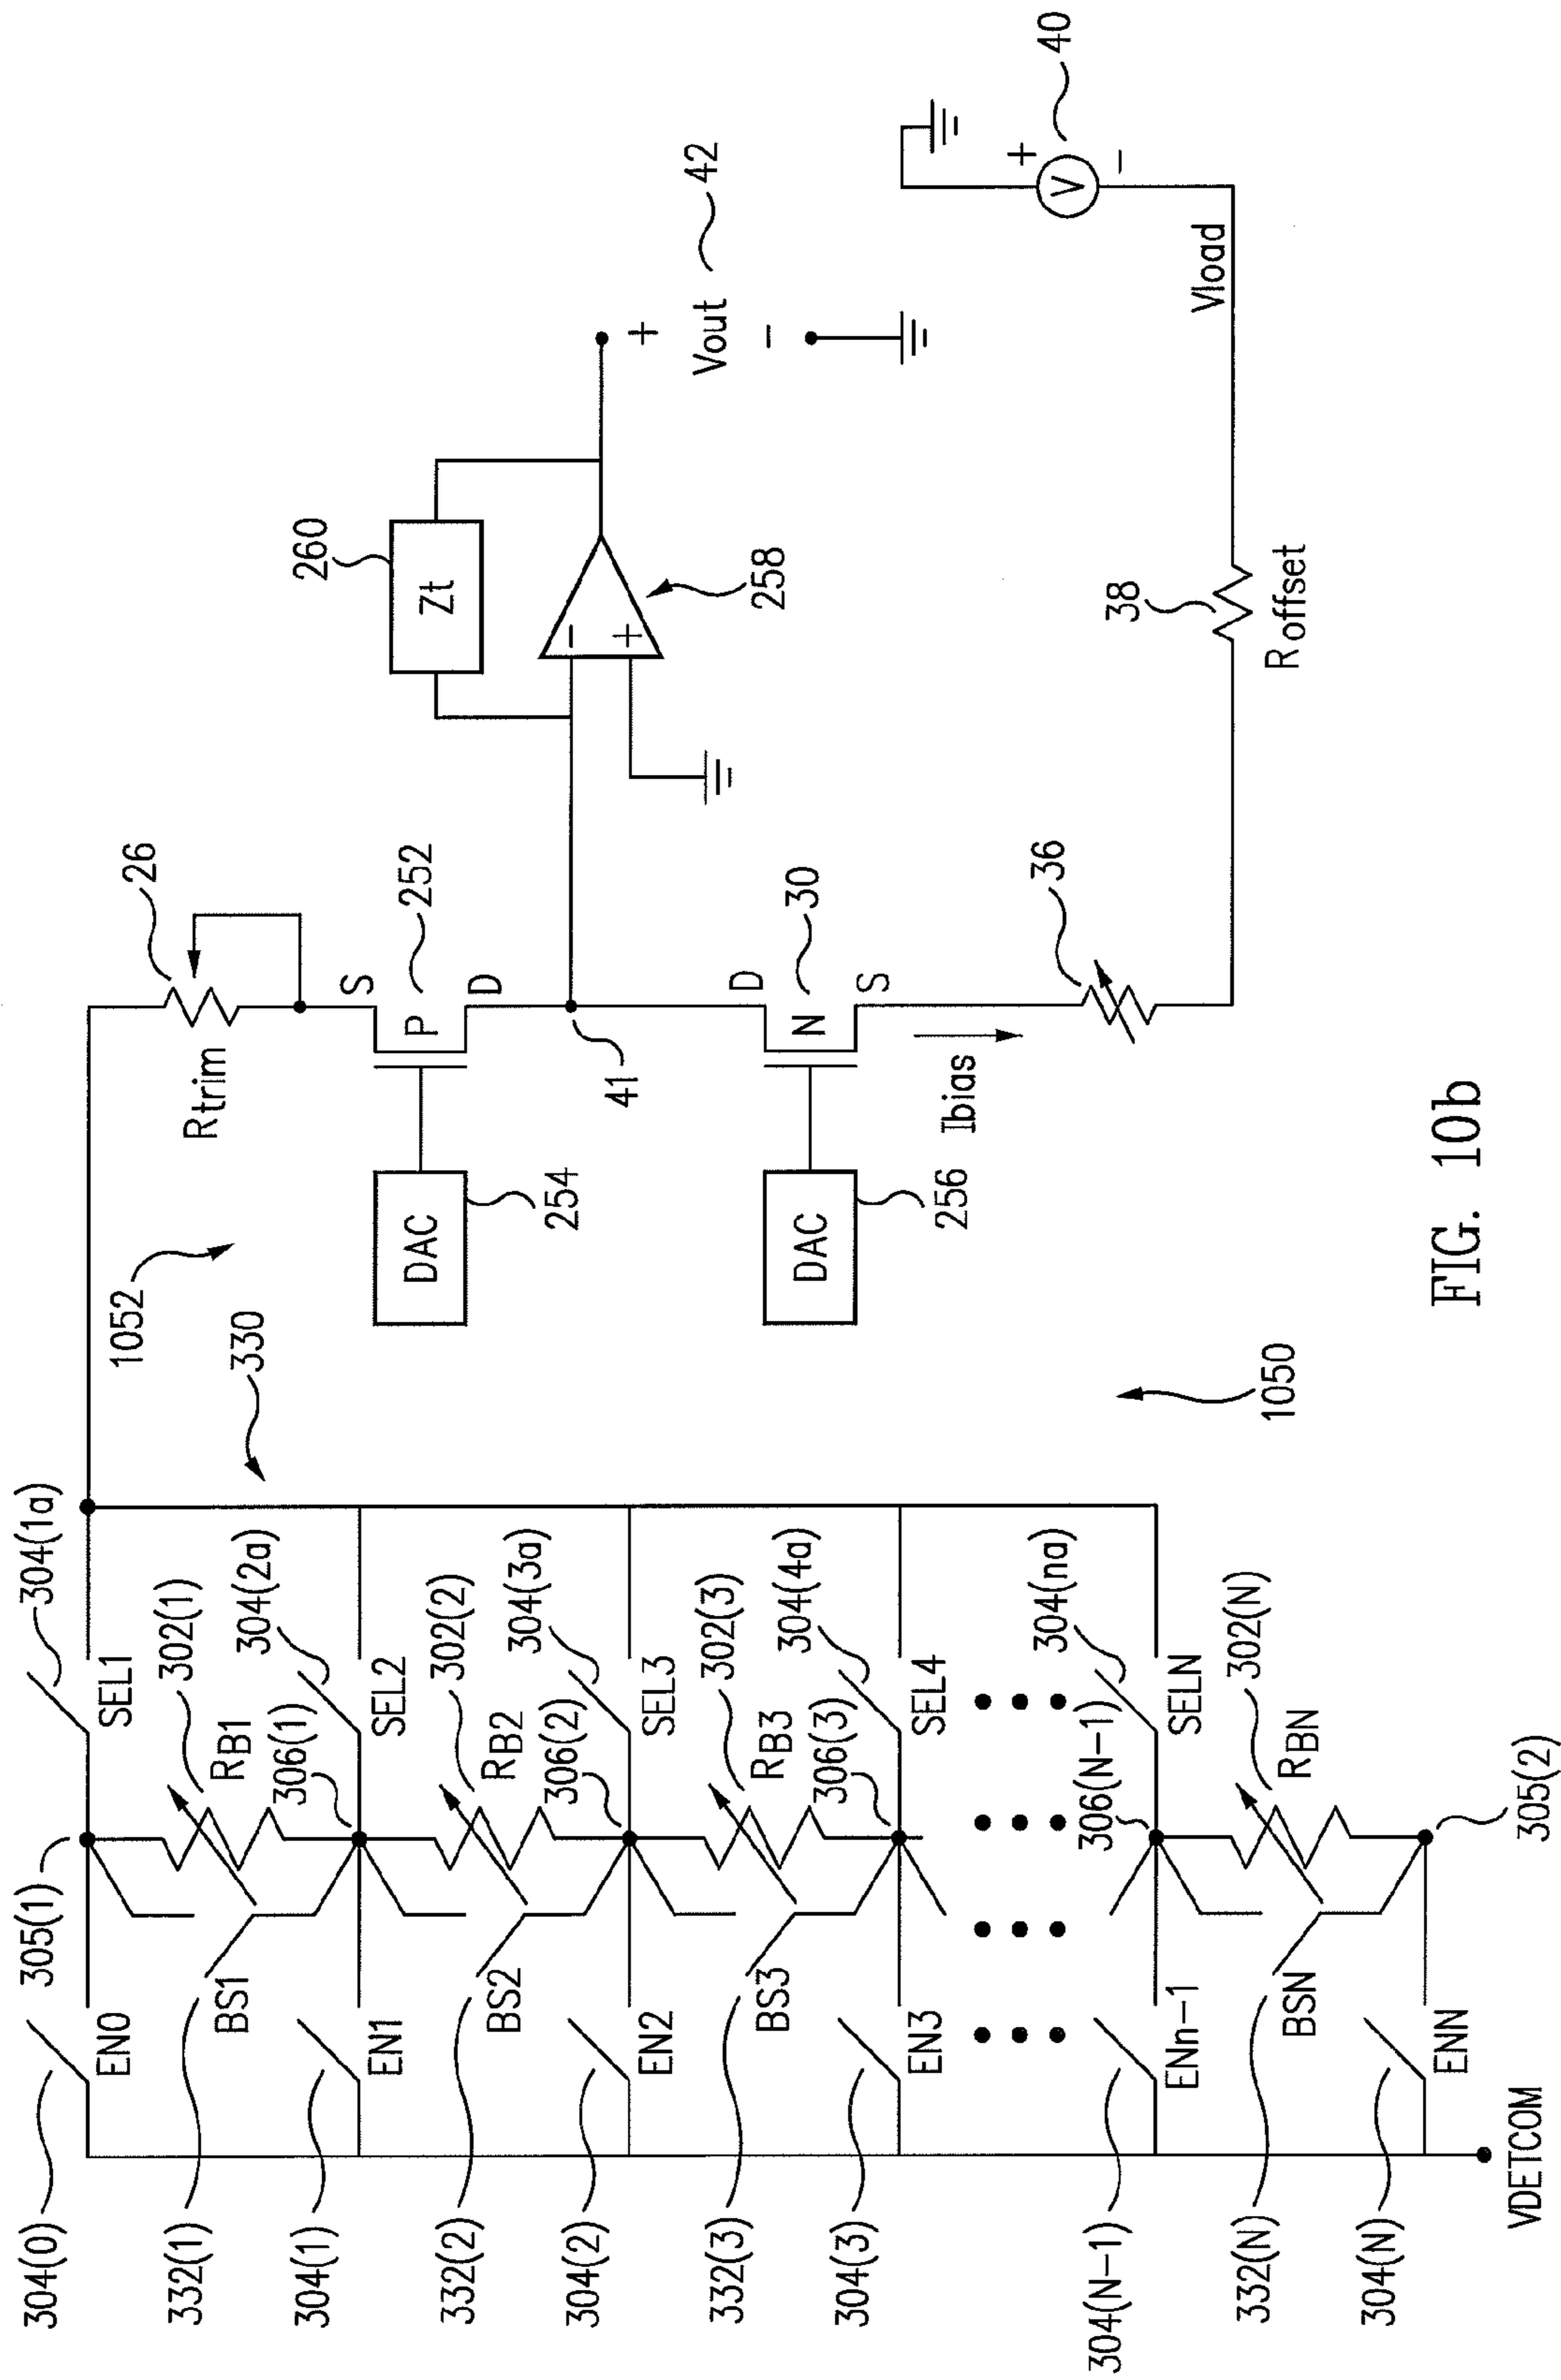 304(0)
EN0
305(1)
SEL1
304(1a)
332(1)
BS1
RB1
302(1)
304(1)
EN1
306(1)
SEL2
304(2a)
332(2)
BS2
RB2
302(2)
304(2)
EN2
306(2)
SEL3
304(3a)
332(3)
BS3
RB3
302(3)
304(3)
EN3
306(3)
SEL4
304(4a)
304(N-1)
ENn-1
306(N-1)
SELN
304(na)
332(N)
BSN
RBN
302(N)
304(N)
ENN
305(2)
VDETCOM
330
1052
1050
Rtrim
26
DAC
254
S
P
D
252
41
DAC
256
D
N
S
30
Ibias
36
Zt
260
-
+
258
+
Vout
-
42
38
Roffset
Vload
V
+
-
40
FIG. 10b